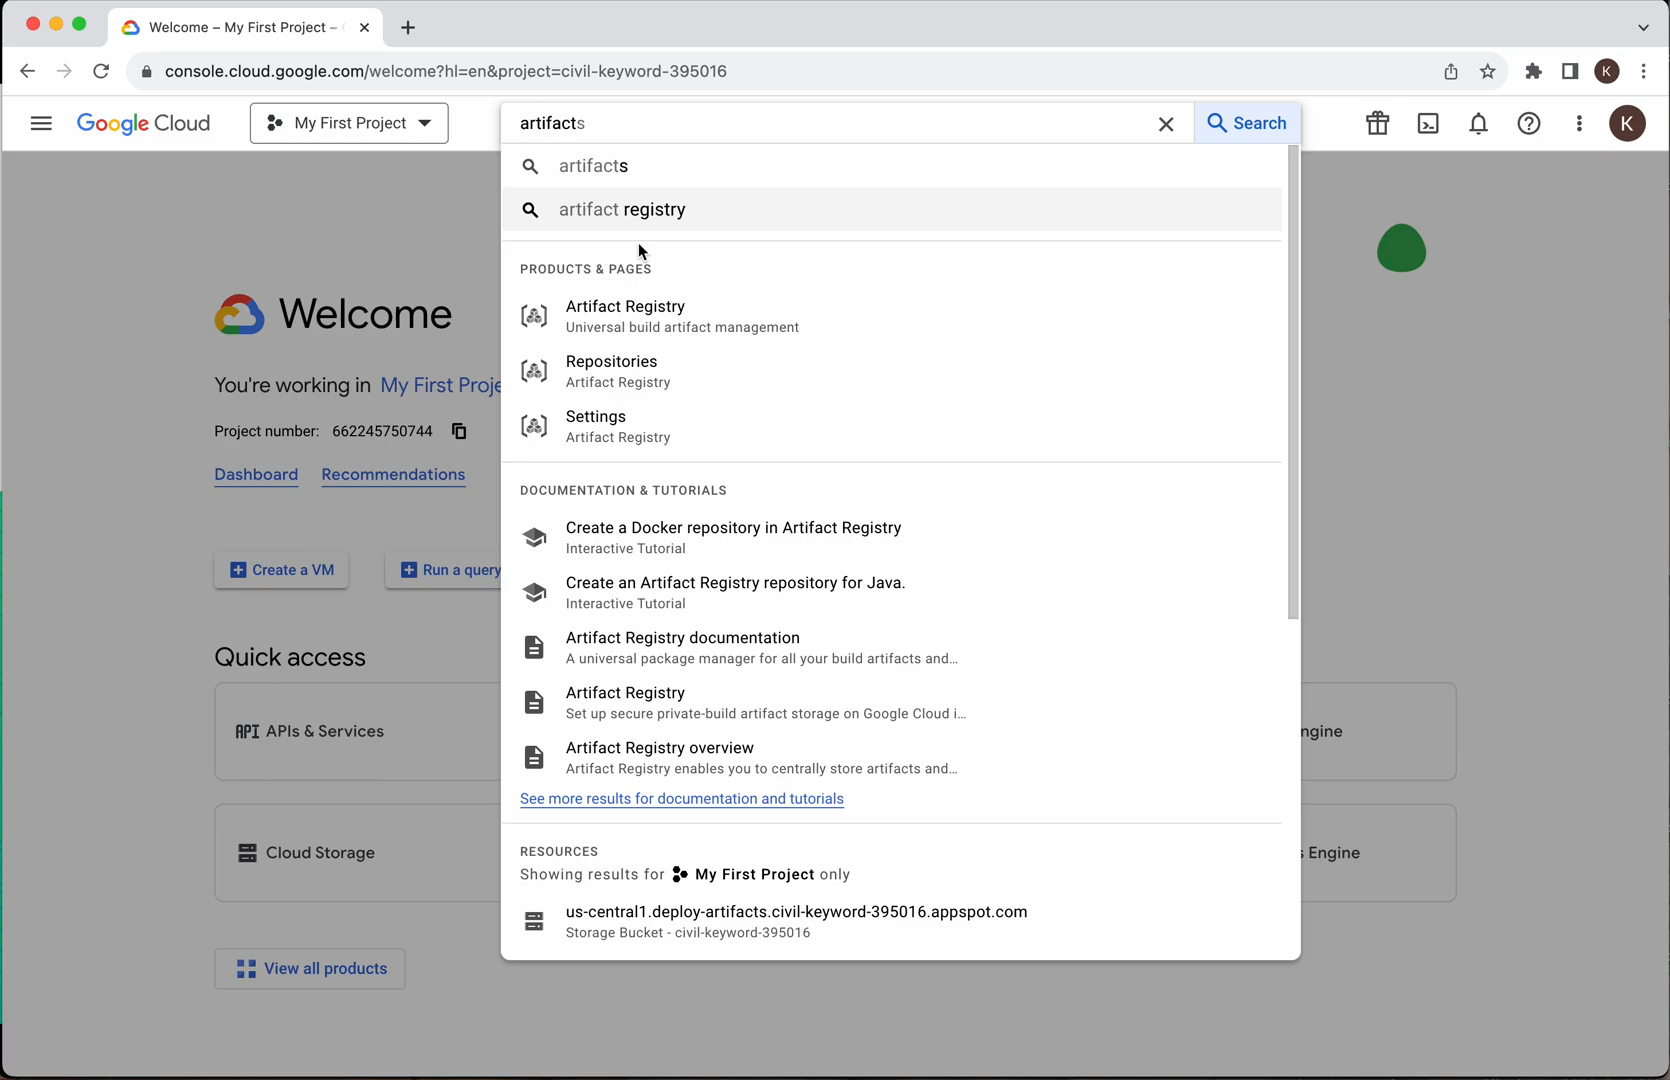 Welcome – My First Project –
console.cloud.google.com/welcome?hl=en&project=civil-keyword-395016
K
Google Cloud
My First Project
artifacts
Search
K
artifacts
artifact registry
PRODUCTS & PAGES
Artifact Registry
Universal build artifact management
Repositories
Artifact Registry
Settings
Artifact Registry
DOCUMENTATION & TUTORIALS
Create a Docker repository in Artifact Registry
Interactive Tutorial
Create an Artifact Registry repository for Java.
Interactive Tutorial
Artifact Registry documentation
A universal package manager for all your build artifacts and…
Artifact Registry
Set up secure private-build artifact storage on Google Cloud i…
Artifact Registry overview
Artifact Registry enables you to centrally store artifacts and…
See more results for documentation and tutorials
RESOURCES
Showing results for My First Project only
us-central1.deploy-artifacts.civil-keyword-395016.appspot.com
Storage Bucket - civil-keyword-395016
Welcome
You're working in My First Proje
Project number: 662245750744
Dashboard Recommendations
Create a VM
Run a query
Quick access
API APIs & Services
ngine
Cloud Storage
s Engine
View all products